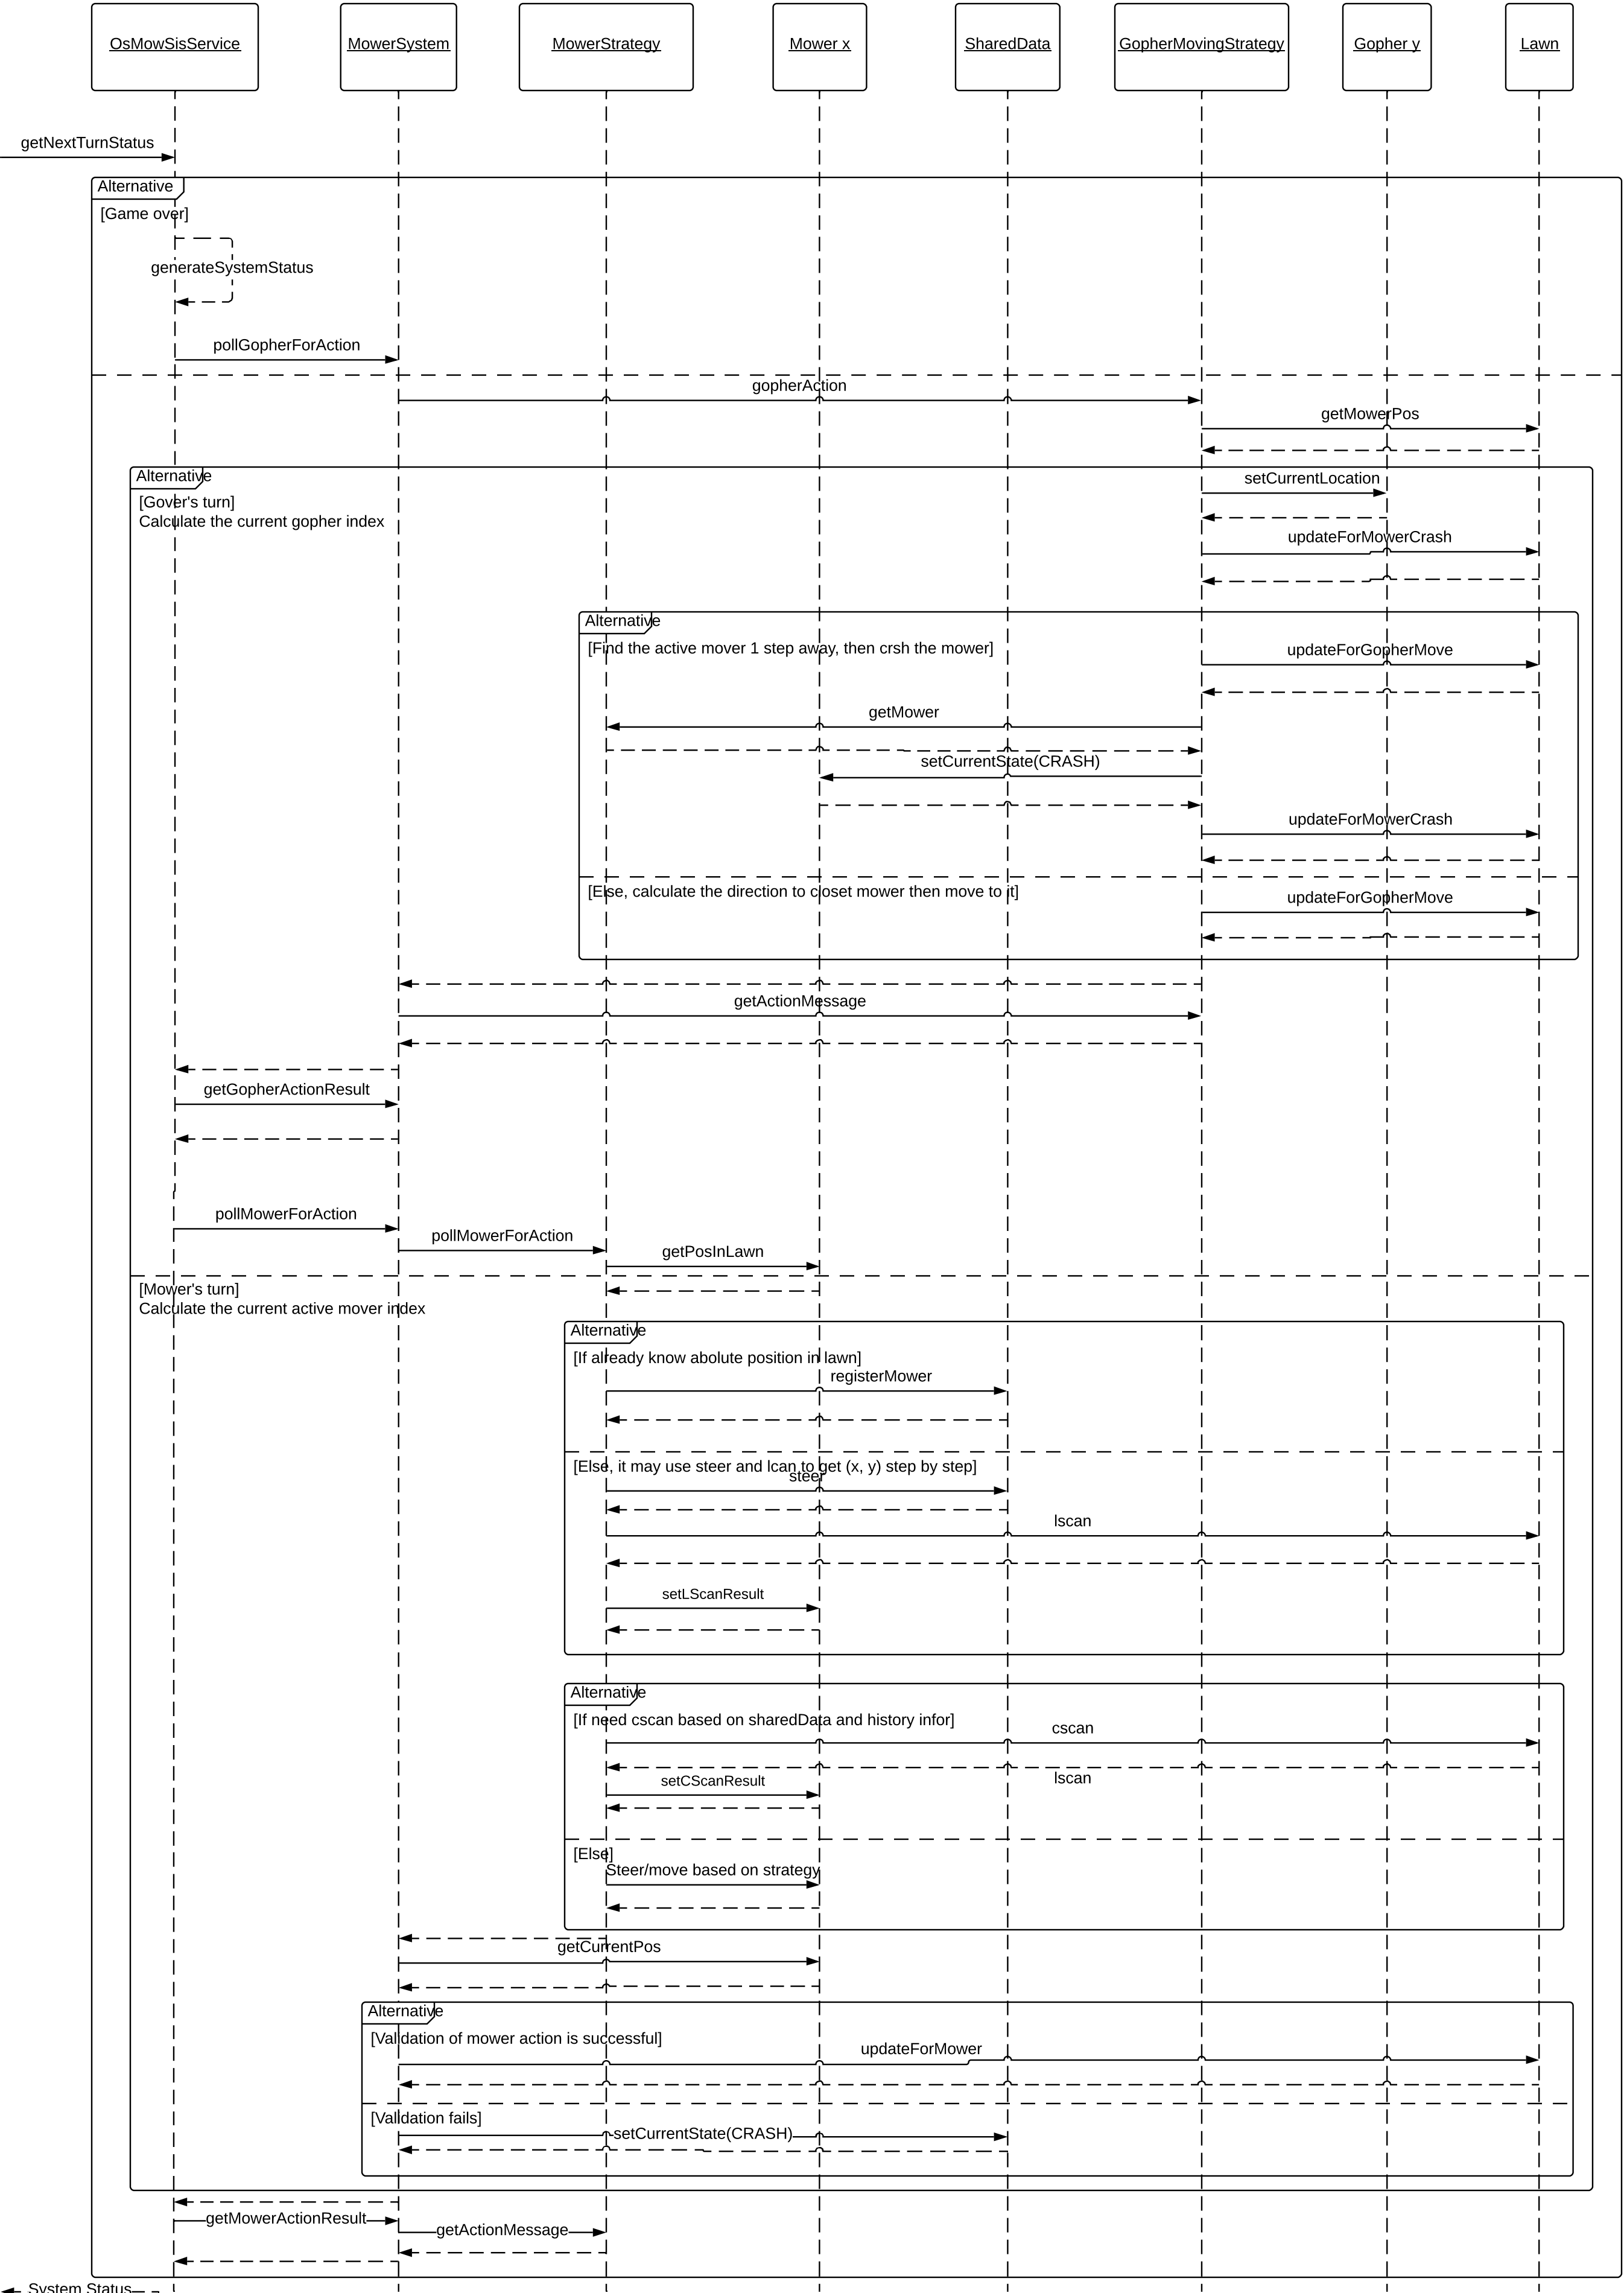 OsMowSisService
MowerSystem
MowerStrategy
Mower x
SharedData
GopherMovingStrategy
Gopher y
Lawn
getNextTurnStatus
Alternative
[Game over]
generateSystemStatus
pollGopherForAction
gopherAction
getMowerPos
Alternative
[Gover's turn]
Calculate the current gopher index
setCurrentLocation
updateForMowerCrash
Alternative
[Find the active mover 1 step away, then crsh the mower]
updateForGopherMove
getMower
setCurrentState(CRASH)
updateForMowerCrash
[Else, calculate the direction to closet mower then move to it]
updateForGopherMove
getActionMessage
getGopherActionResult
pollMowerForAction
pollMowerForAction
getPosInLawn
[Mower's turn]
Calculate the current active mover index
Alternative
[If already know abolute position in lawn]
registerMower
[Else, it may use steer and lcan to get (x, y) step by step]
steer
lscan
setLScanResult
Alternative
[If need cscan based on sharedData and history infor]
cscan
lscan
setCScanResult
[Else]
Steer/move based on strategy
getCurrentPos
Alternative
[Validation of mower action is successful]
updateForMower
[Validation fails]
setCurrentState(CRASH)
getMowerActionResult
getActionMessage
System Status